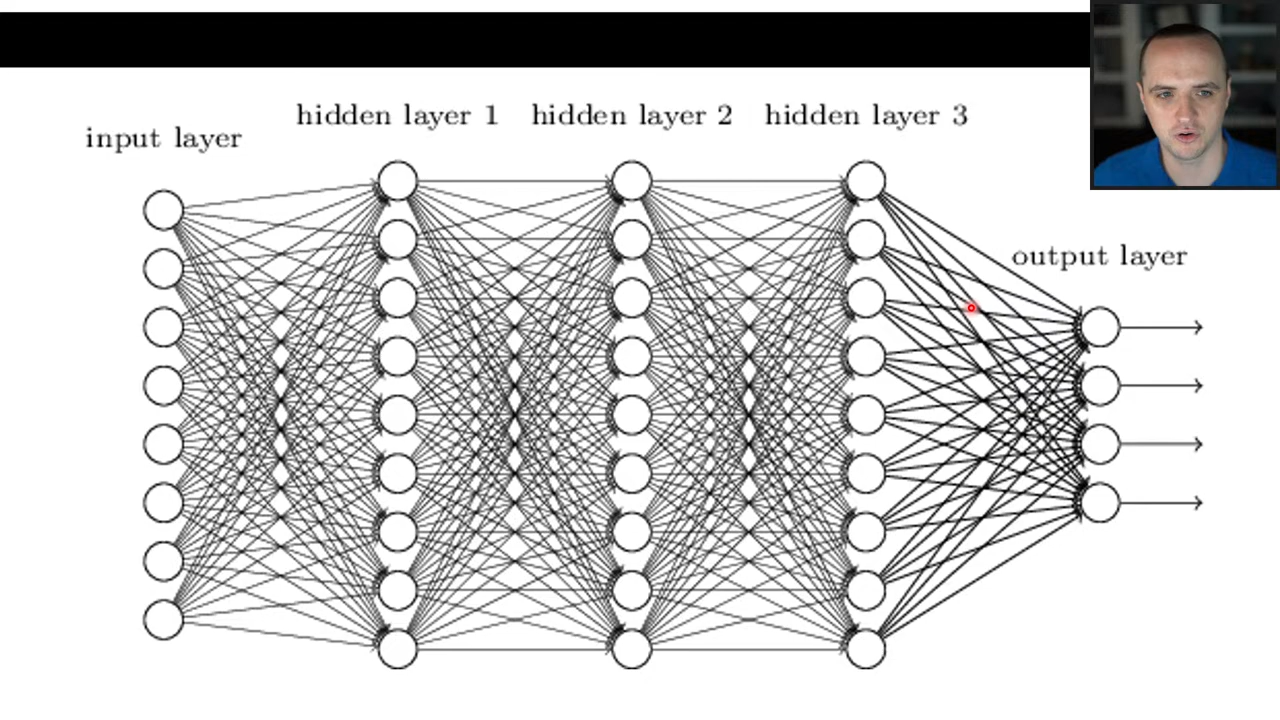 input layer
hidden layer 1
hidden layer 2
hidden layer 3
output layer